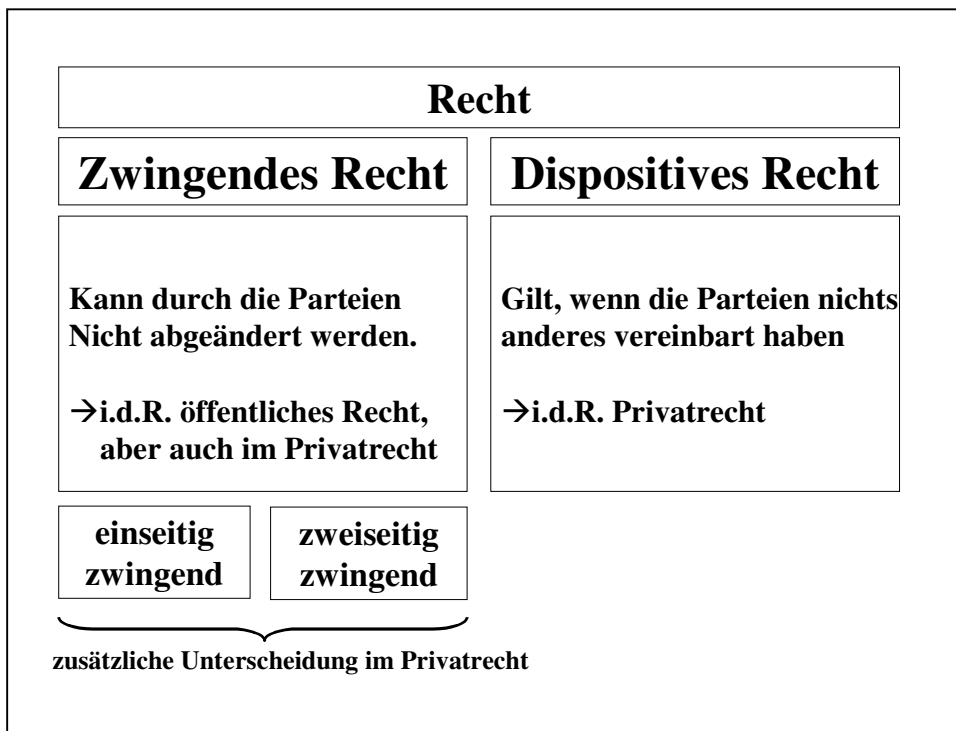 Recht
Zwingendes Recht
Dispositives Recht
Kann durch die Parteien
Nicht abgeändert werden.
→i.d.R. öffentliches Recht,
aber auch im Privatrecht
Gilt, wenn die Parteien nichts
anderes vereinbart haben
→i.d.R. Privatrecht
einseitig
zwingend
zweiseitig
zwingend
zusätzliche Unterscheidung im Privatrecht